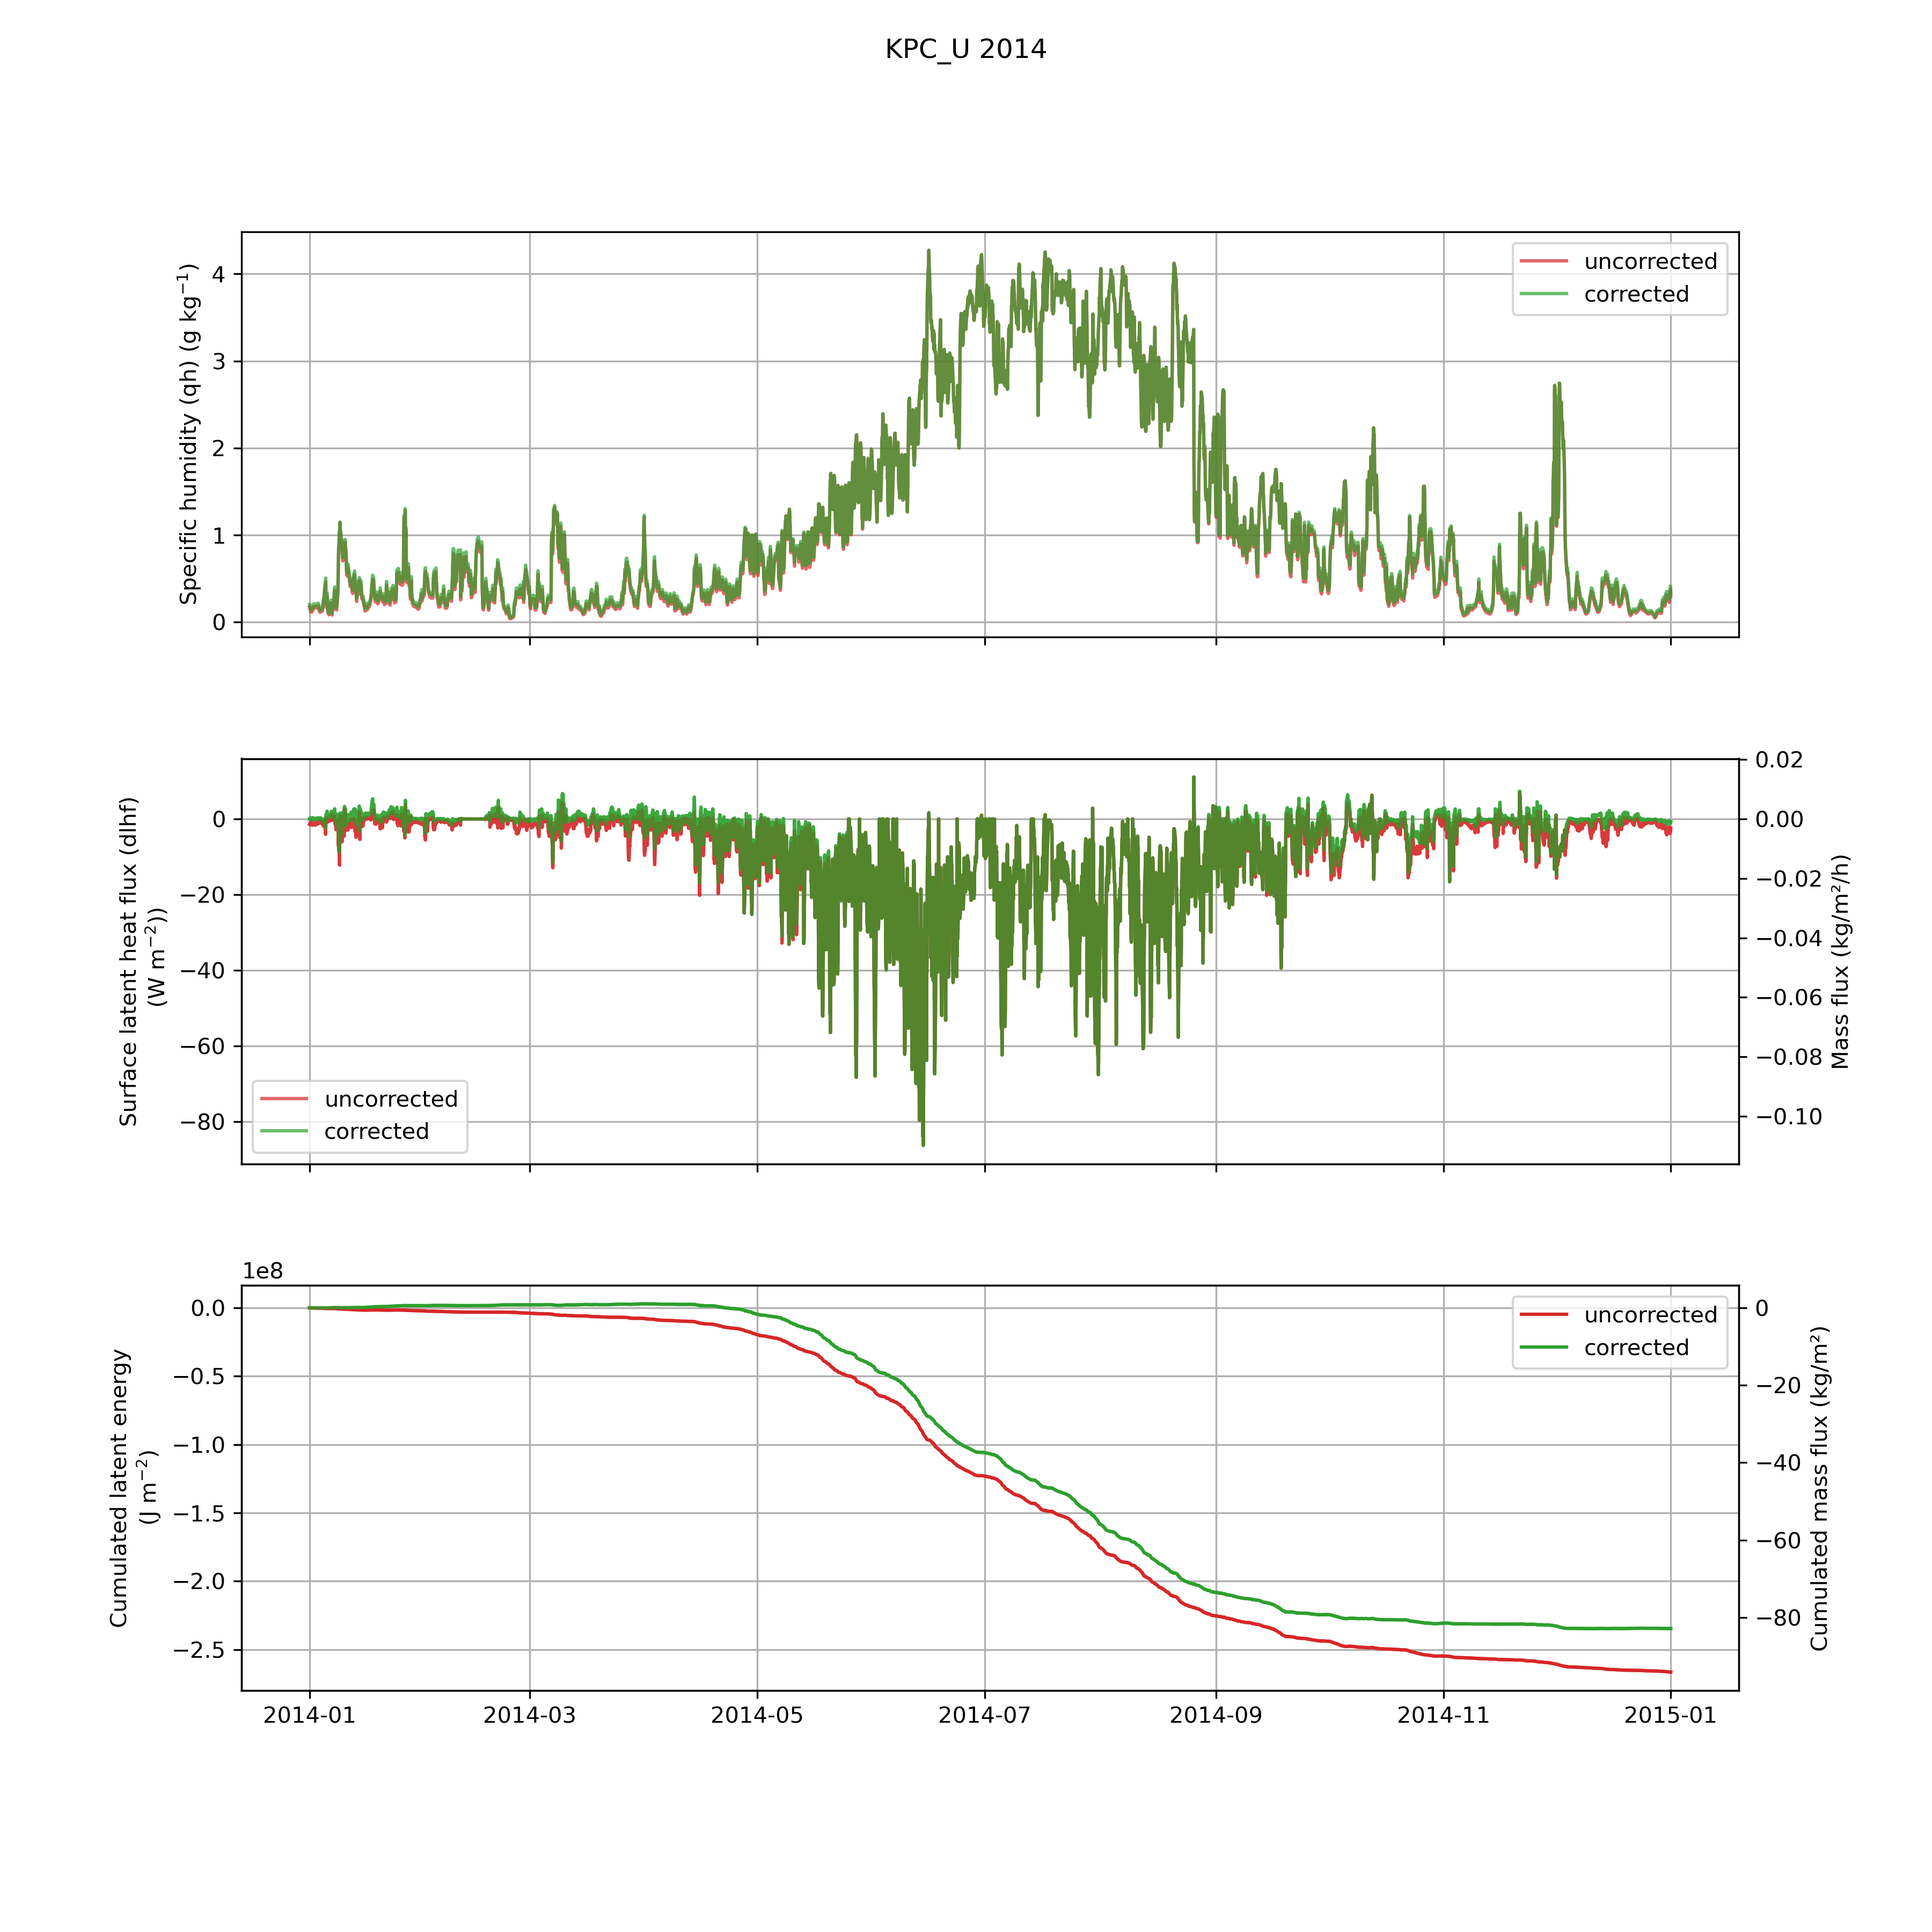 KPC_U 2014
Specific humidity (qh) (g kg⁻¹)
4
3
2
1
0
uncorrected
corrected
Surface latent heat flux (dlhf)
(W m⁻²))
0
−20
−40
−60
−80
uncorrected
corrected
0.02
0.00
−0.02
−0.04
−0.06
−0.08
−0.10
Mass flux (kg/m²/h)
1e8
Cumulated latent energy
(J m⁻²)
0.0
−0.5
−1.0
−1.5
−2.0
−2.5
uncorrected
corrected
0
−20
−40
−60
−80
Cumulated mass flux (kg/m²)
2014-01
2014-03
2014-05
2014-07
2014-09
2014-11
2015-01